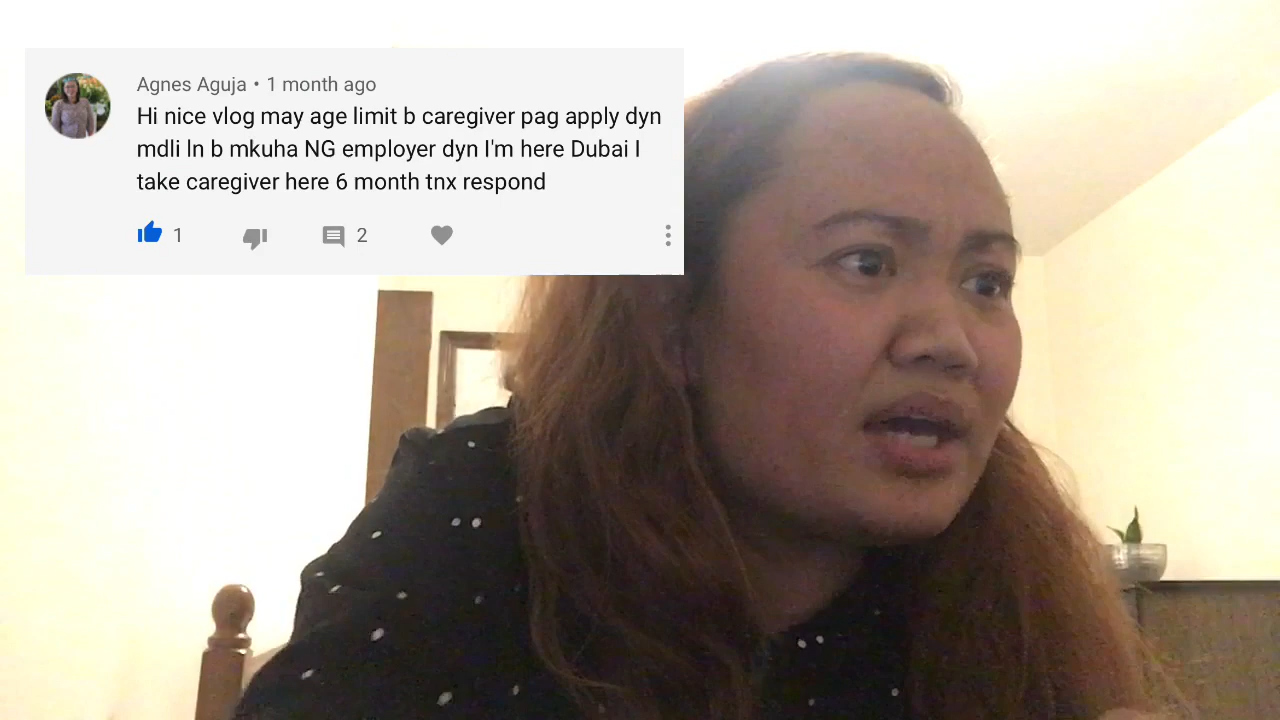 Agnes Aguja • 1 month ago
Hi nice vlog may age limit b caregiver pag apply dyn
mdli ln b mkuha NG employer dyn I'm here Dubai I
take caregiver here 6 month tnx respond
1
2